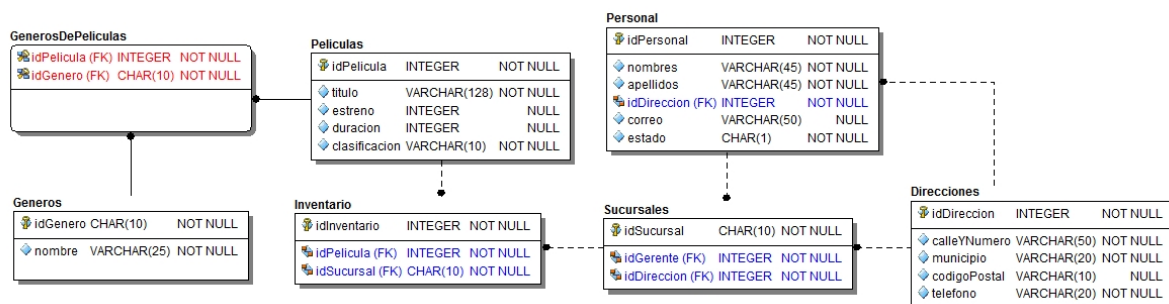 GenerosDePeliculas
idPelicula (FK) INTEGER NOT NULL
idGenero (FK) CHAR(10) NOT NULL
Peliculas
idPelicula INTEGER NOT NULL
titulo VARCHAR(128) NOT NULL
estreno INTEGER NULL
duracion INTEGER NULL
clasificacion VARCHAR(10) NOT NULL
Personal
idPersonal INTEGER NOT NULL
nombres VARCHAR(45) NOT NULL
apellidos VARCHAR(45) NOT NULL
idDireccion (FK) INTEGER NOT NULL
correo VARCHAR(50) NULL
estado CHAR(1) NOT NULL
Generos
idGenero CHAR(10) NOT NULL
nombre VARCHAR(25) NOT NULL
Inventario
idInventario INTEGER NOT NULL
idPelicula (FK) INTEGER NOT NULL
idSucursal (FK) CHAR(10) NOT NULL
Sucursales
idSucursal CHAR(10) NOT NULL
idGerente (FK) INTEGER NOT NULL
idDireccion (FK) INTEGER NOT NULL
Direcciones
idDireccion INTEGER NOT NULL
calleYNumero VARCHAR(50) NOT NULL
municipio VARCHAR(20) NOT NULL
codigoPostal VARCHAR(10) NULL
telefono VARCHAR(20) NOT NULL